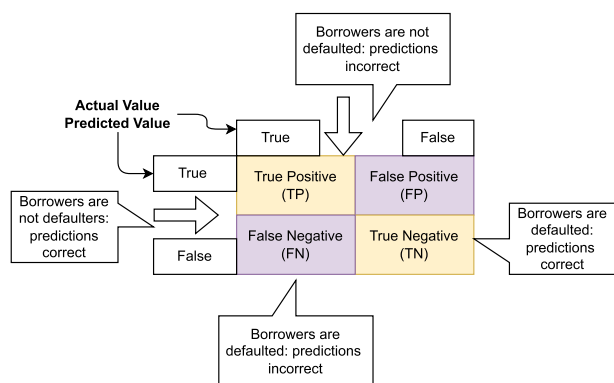 Borrowers are not
defaulted: predictions
incorrect
Actual Value
Predicted Value
True
False
True
True Positive
(TP)
False Positive
(FP)
Borrowers are
not defaulters:
predictions
correct
False
False Negative
(FN)
True Negative
(TN)
Borrowers are
defaulted:
predictions
correct
Borrowers are
defaulted: predictions
incorrect